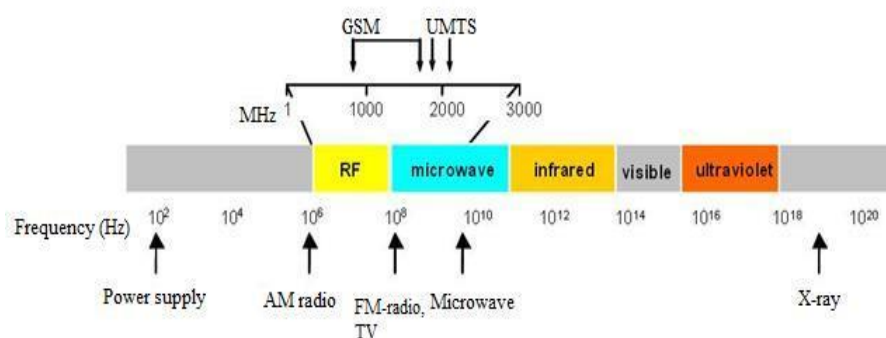 GSM UMTS
MHz 1 1000 2000 3000
RF microwave infrared visible ultraviolet
Frequency (Hz) 10² 10⁴ 10⁶ 10⁸ 10¹⁰ 10¹² 10¹⁴ 10¹⁶ 10¹⁸ 10²⁰
Power supply AM radio FM-radio, Microwave X-ray
TV